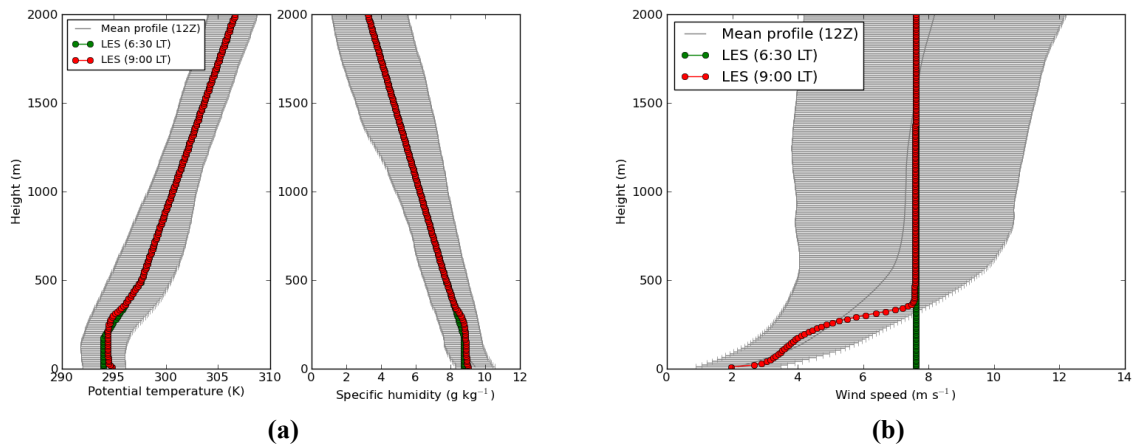 2000
1500
1000
500
0
Height (m)
290
295
300
305
310
Potential temperature (K)
Mean profile (12Z)
LES (6:30 LT)
LES (9:00 LT)
2000
1500
1000
500
0
0
2
4
6
8
10
12
Specific humidity (g kg⁻¹)
(a)
2000
1500
1000
500
0
Height (m)
Mean profile (12Z)
LES (6:30 LT)
LES (9:00 LT)
0
2
4
6
8
10
12
14
Wind speed (m s⁻¹)
(b)